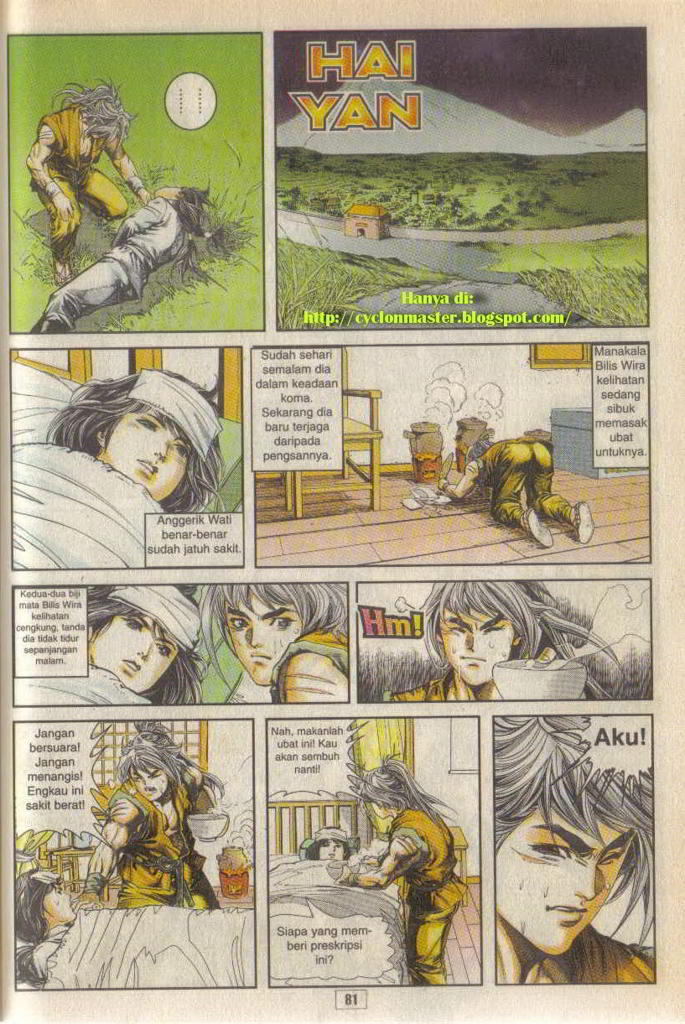 HAI
YAN
Hanya di:
http://cyclonmaster.blogspot.com/
Anggerik Wati
benar-benar
sudah jatuh sakit.
Sudah sehari
semalam dia
dalam keadaan
koma.
Sekarang dia
baru terjaga
daripada
pengsannya.
Manakala
Bilis Wira
kelihatan
sedang
sibuk
memasak
ubat
untuknya.
Kedua-dua biji
mata Bilis Wira
kelihatan
cengkung, tanda
dia tidak tidur
sepanjangan
malam.
Hm!
Jangan
bersuara!
Jangan
menangis!
Engkau ini
sakit berat!
Nah, makanlah
ubat ini! Kau
akan sembuh
nanti!
Siapa yang mem-
beri preskripsi
ini?
Aku!
81